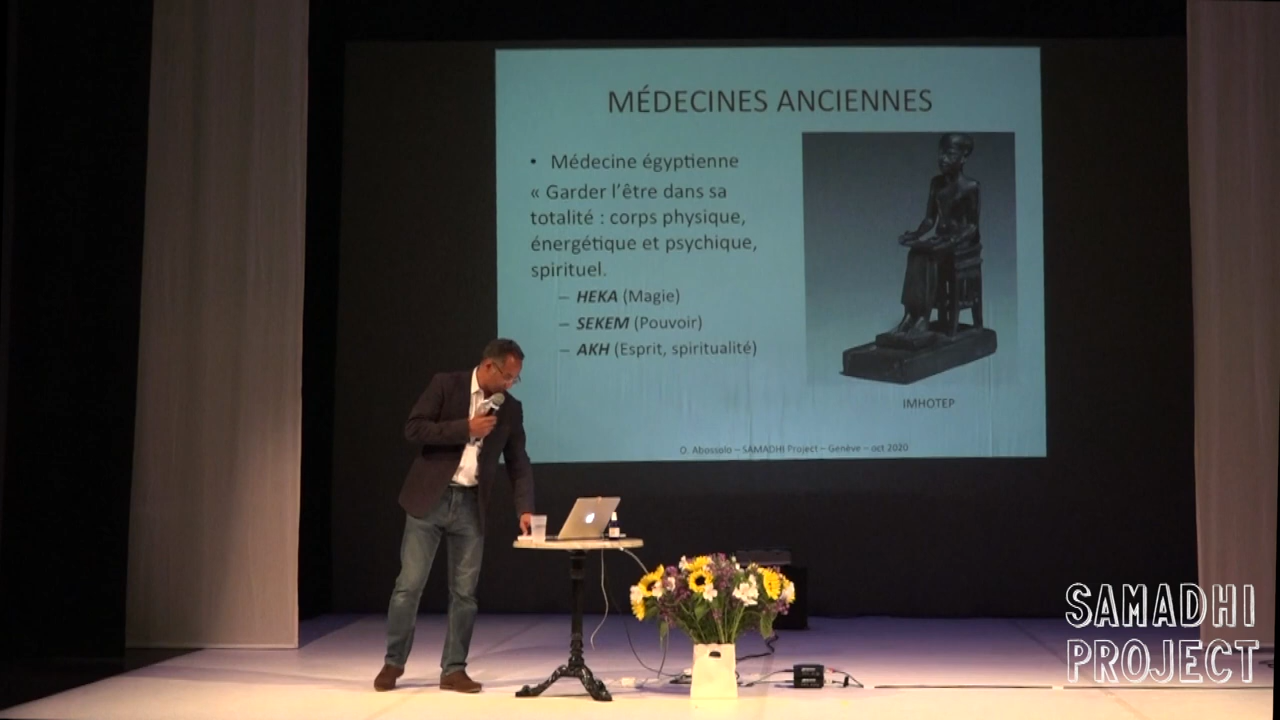 MÉDECINES ANCIENNES
• Médecine égyptienne
« Garder l'être dans sa
totalité : corps physique,
énergétique et psychique,
spirituel.
– HEKA (Magie)
– SEKEM (Pouvoir)
– AKH (Esprit, spiritualité)
IMHOTEP
O. Abossolo – SAMADHI Project – Genève – oct 2020
SAMADHI
PROJECT